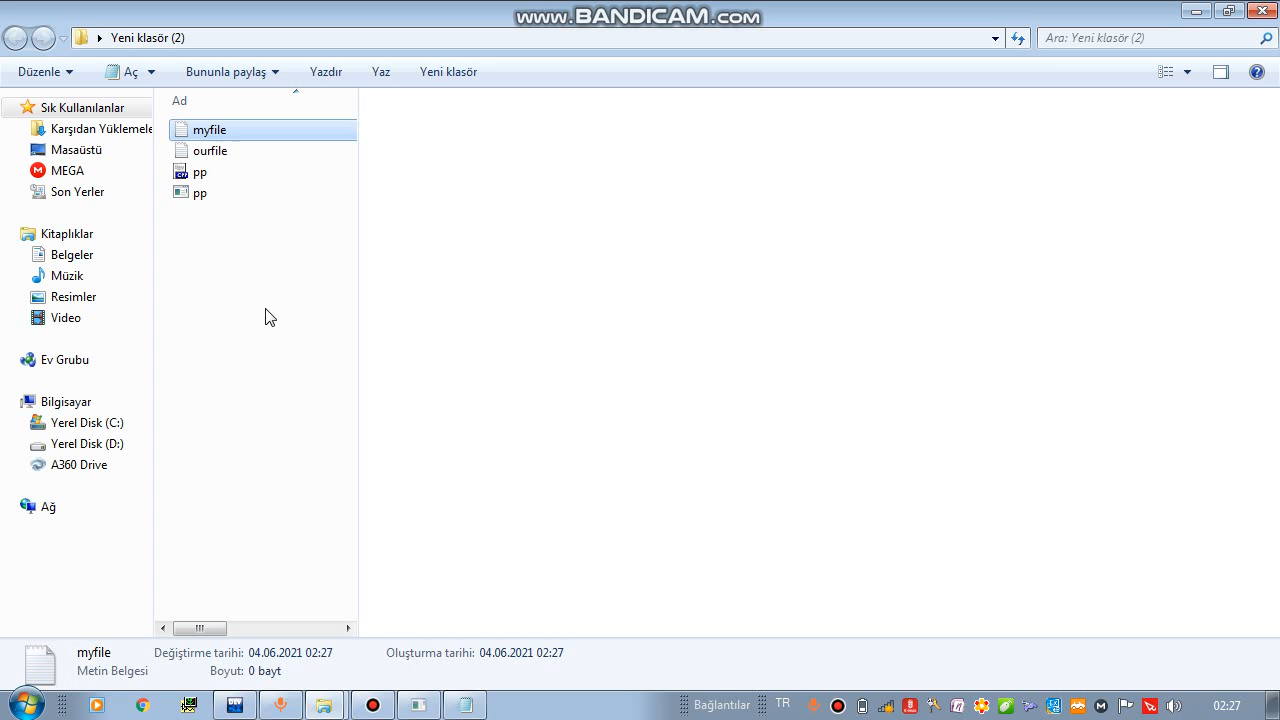 www.BANDICAM.com
Yeni klasör (2)
Ara: Yeni klasör (2)
Düzenle
Aç
Bununla paylaş
Yazdır
Yaz
Yeni klasör
Sık Kullanılanlar
Karşıdan Yükleme
Masaüstü
MEGA
Son Yerler
Kitaplıklar
Belgeler
Müzik
Resimler
Video
Ev Grubu
Bilgisayar
Yerel Disk (C:)
Yerel Disk (D:)
A360 Drive
Ağ
Ad
myfile
ourfile
pp
pp
myfile
Değiştirme tarihi: 04.06.2021 02:27
Oluşturma tarihi: 04.06.2021 02:27
Metin Belgesi
Boyut: 0 bayt
Bağlantılar
TR
02:27